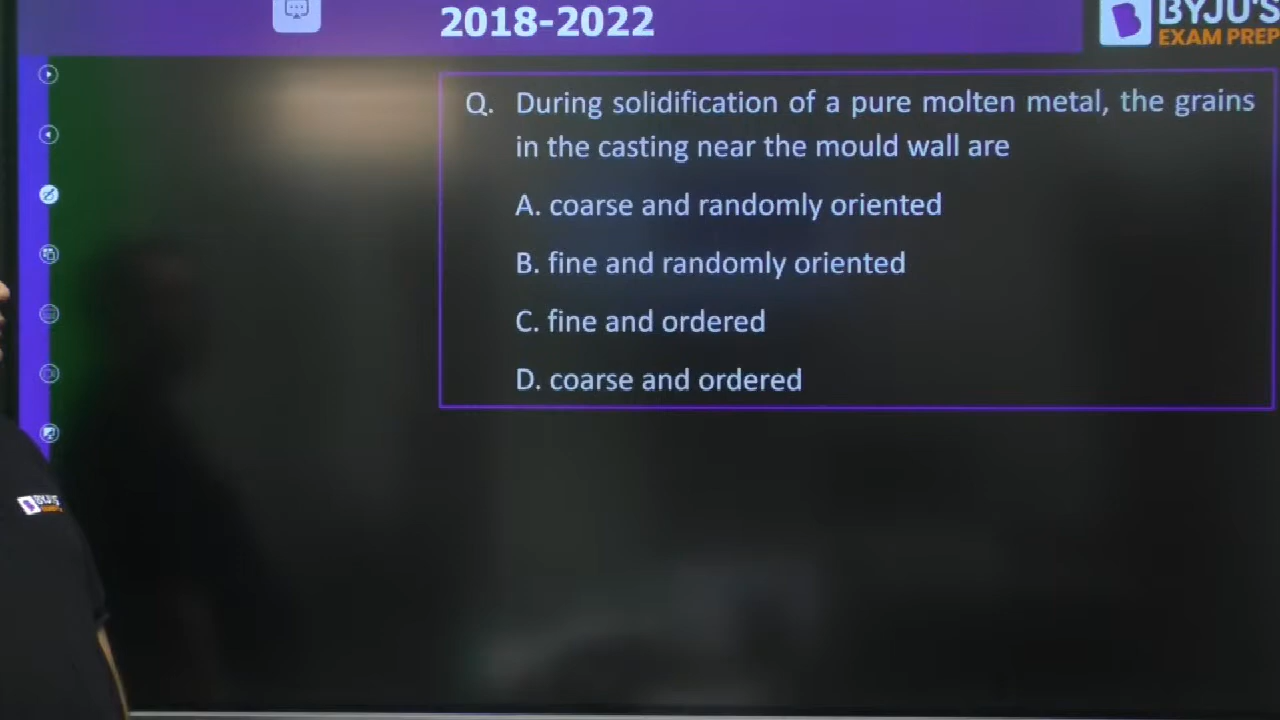 2018-2022
BYJU'S
EXAM PREP
Q. During solidification of a pure molten metal, the grains
in the casting near the mould wall are
A. coarse and randomly oriented
B. fine and randomly oriented
C. fine and ordered
D. coarse and ordered
BYJU'S